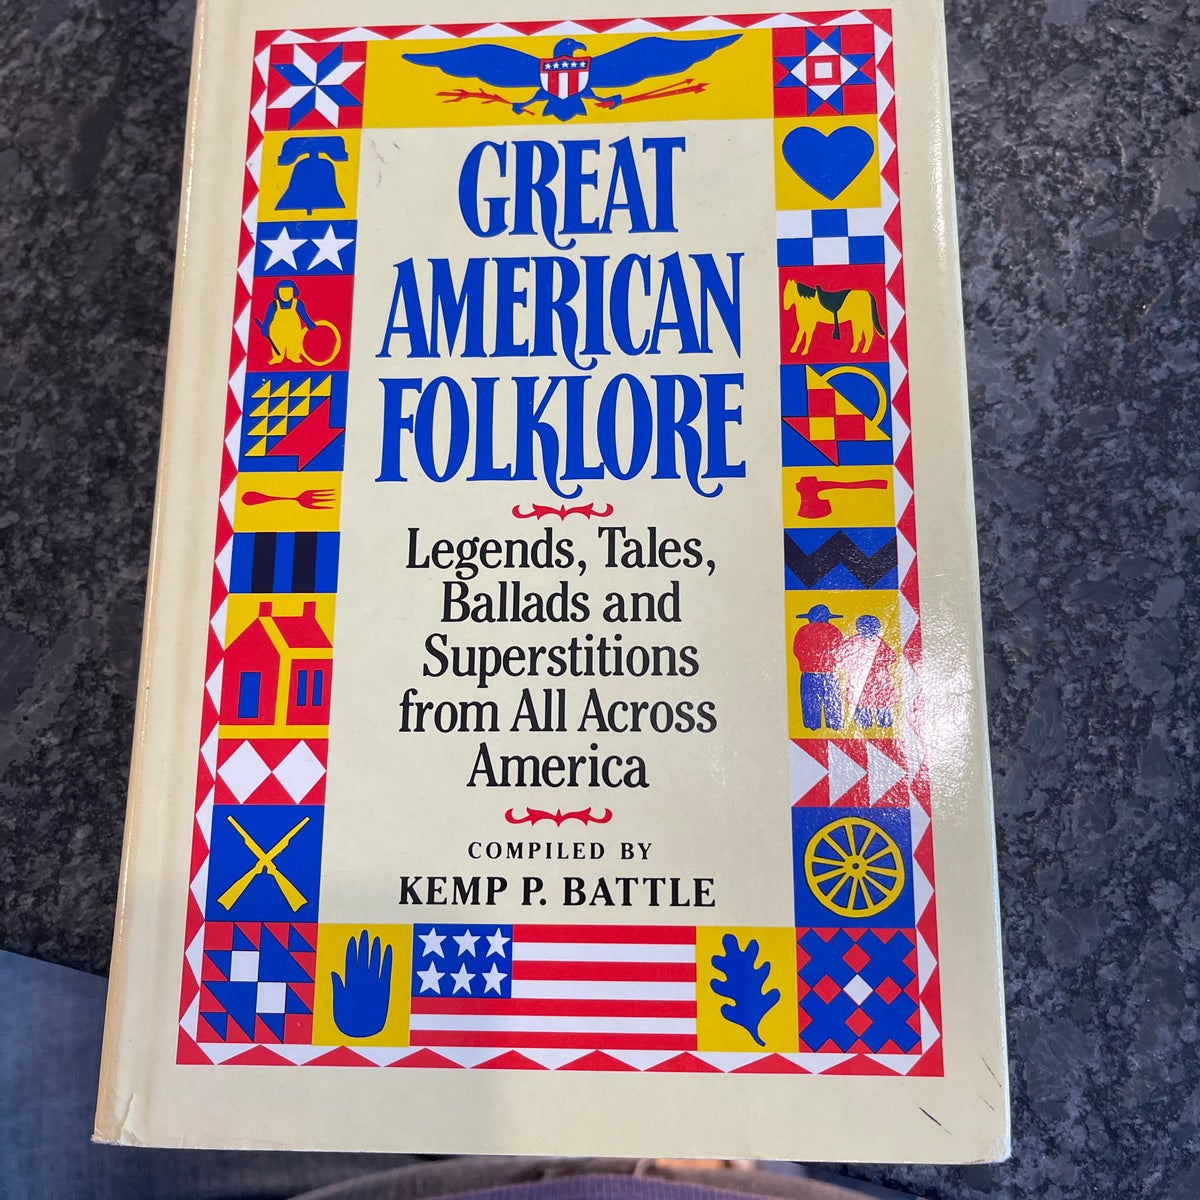 GREAT
AMERICAN
FOLKLORE
Legends, Tales,
Ballads and
Superstitions
from All Across
America
COMPILED BY
KEMP P. BATTLE